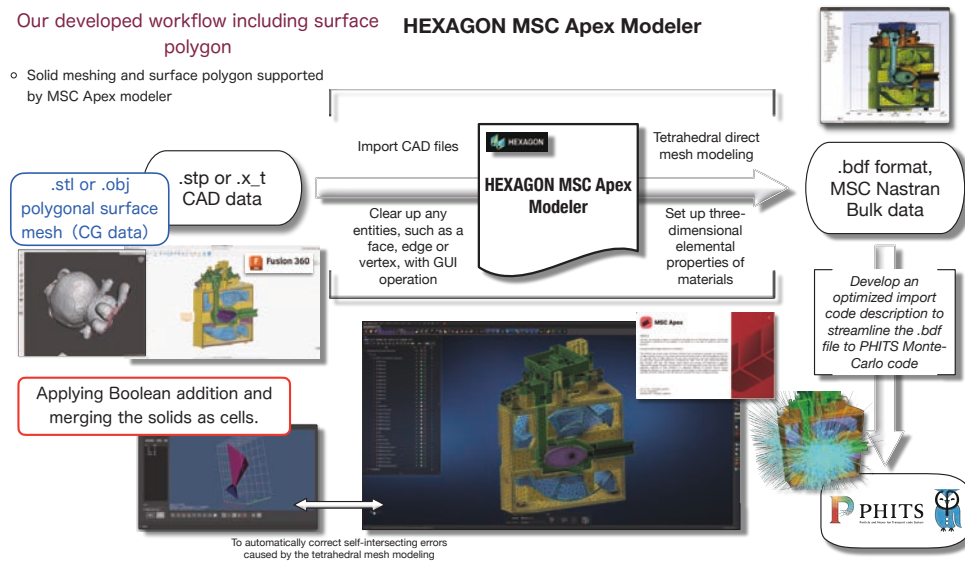 Our developed workflow including surface
polygon
HEXAGON MSC Apex Modeler
Solid meshing and surface polygon supported
by MSC Apex modeler
.stl or .obj
polygonal surface
mesh（CG data）
.stp or .x_t
CAD data
Fusion 360
Import CAD files
Clear up any
entities, such as a
face, edge or
vertex, with GUI
operation
HEXAGON
HEXAGON MSC Apex
Modeler
Tetrahedral direct
mesh modeling
Set up three-
dimensional
elemental
properties of
materials
.bdf format,
MSC Nastran
Bulk data
Develop an
optimized import
code description to
streamline the .bdf
file to PHITS Monte-
Carlo code
MSC Apex
Applying Boolean addition and
merging the solids as cells.
To automatically correct self-intersecting errors
caused by the tetrahedral mesh modeling
PHITS